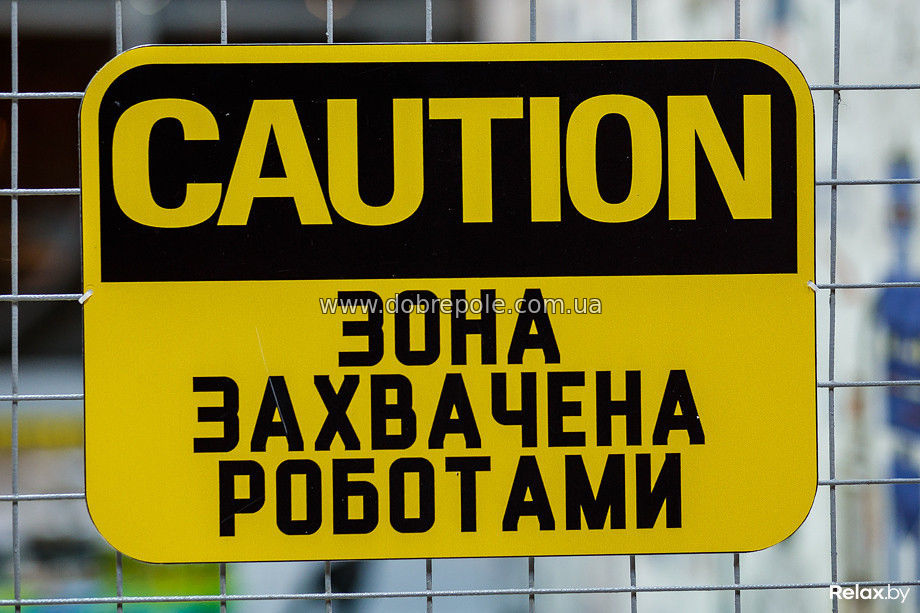 CAUTION
www.dobrepole.com.ua
ЗОНА
ЗАХВАЧЕНА
РОБОТАМИ
Relax.by